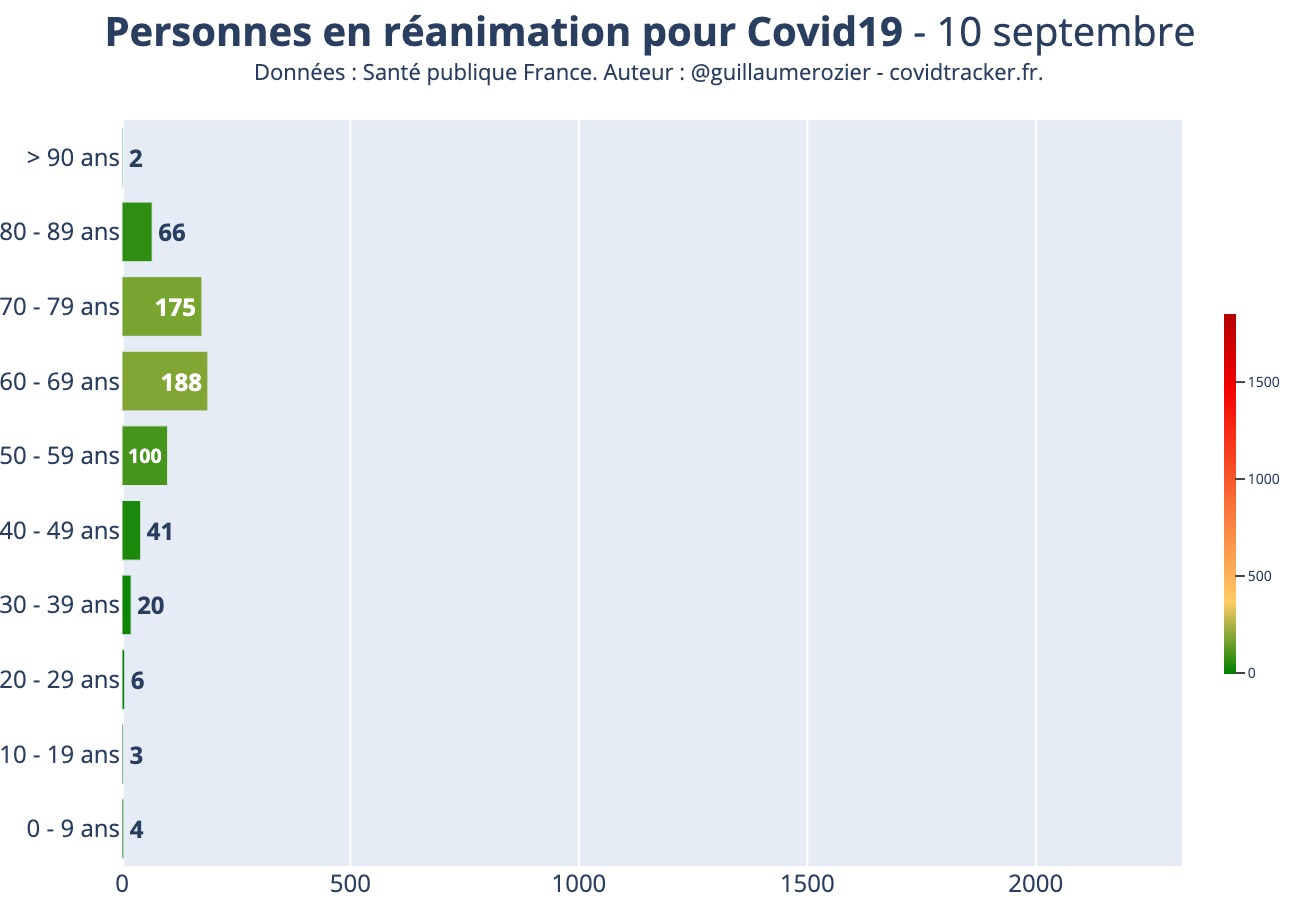 Personnes en réanimation pour Covid19 - 10 septembre
Données : Santé publique France. Auteur : @guillaumerozier - covidtracker.fr.
> 90 ans 2
80 - 89 ans 66
70 - 79 ans 175
60 - 69 ans 188
50 - 59 ans 100
40 - 49 ans 41
30 - 39 ans 20
20 - 29 ans 6
10 - 19 ans 3
0 - 9 ans 4
0 500 1000 1500 2000
1500
1000
500
0